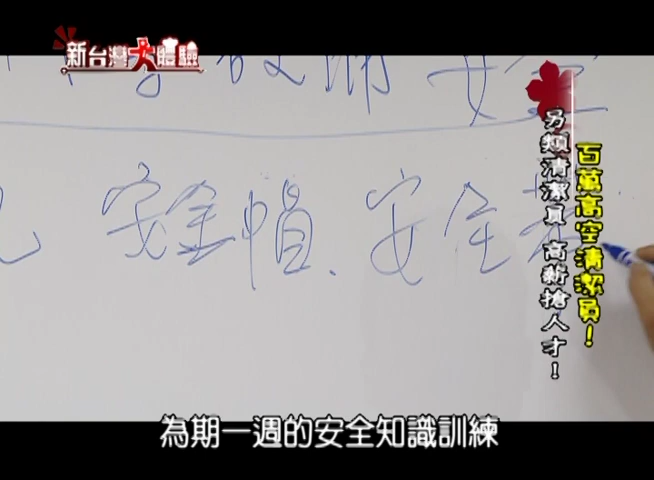 新台灣大體驗
安全
安全帽、安全
百萬高空清潔員！
另類清潔員 高薪搶人才！
為期一週的安全知識訓練